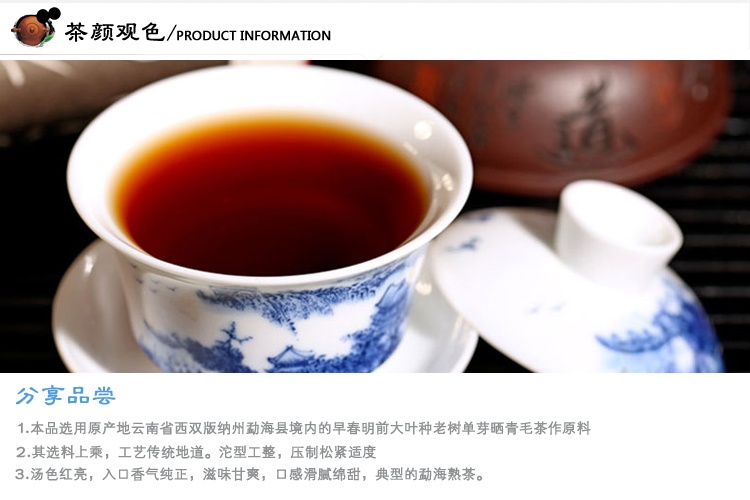 茶颜观色/PRODUCT INFORMATION
分享品尝
1.本品选用原产地云南省西双版纳州勐海县境内的早春明前大叶种老树单芽晒青毛茶作原料
2.其选料上乘，工艺传统地道。沱型工整，压制松紧适度
3.汤色红亮，入口香气纯正，滋味甘爽，口感滑腻绵甜，典型的勐海熟茶。